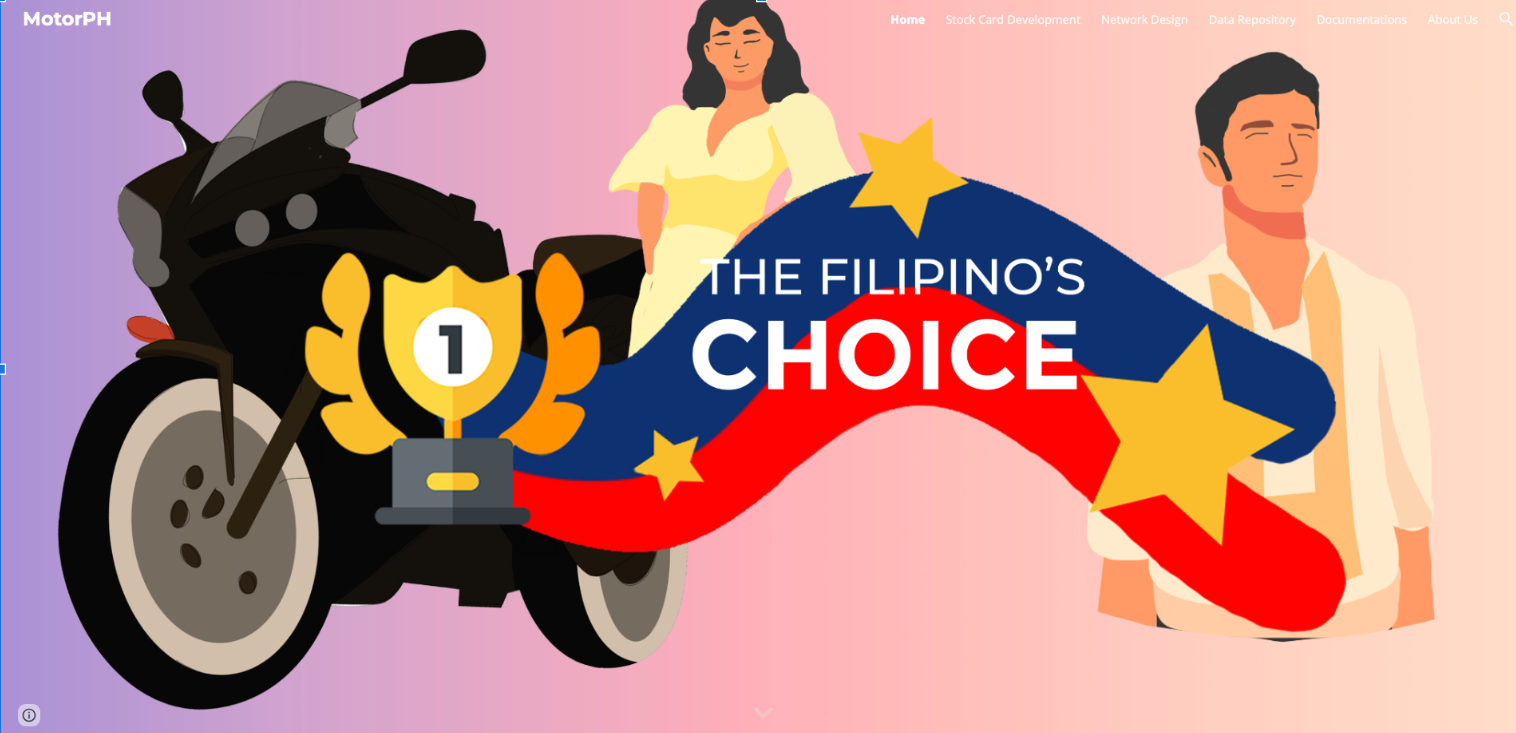 MotorPH
Home Stock Card Development Network Design Data Repository Documentations About Us
THE FILIPINO’S
CHOICE
1